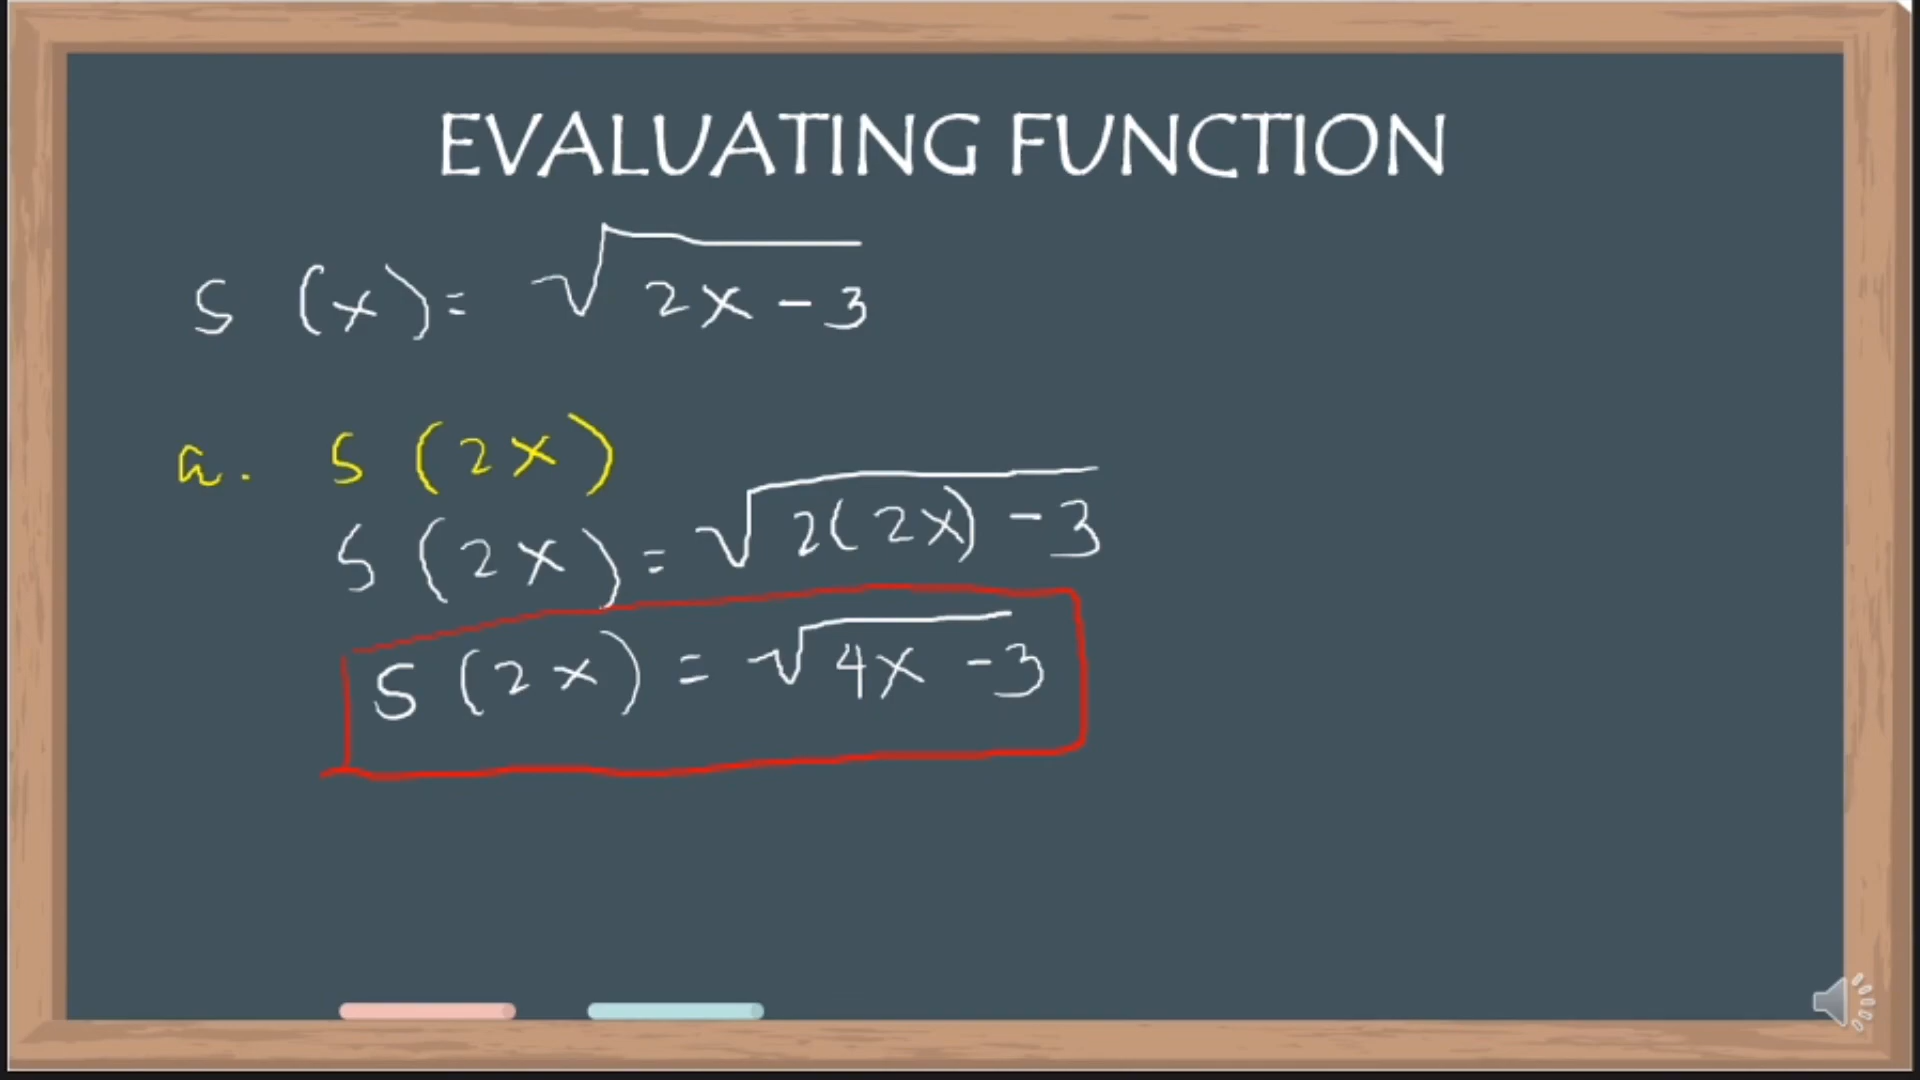 EVALUATING FUNCTION
S (x) = √2x - 3
a. S (2x)
S (2x) = √2(2x) - 3
S (2x) = √4x - 3